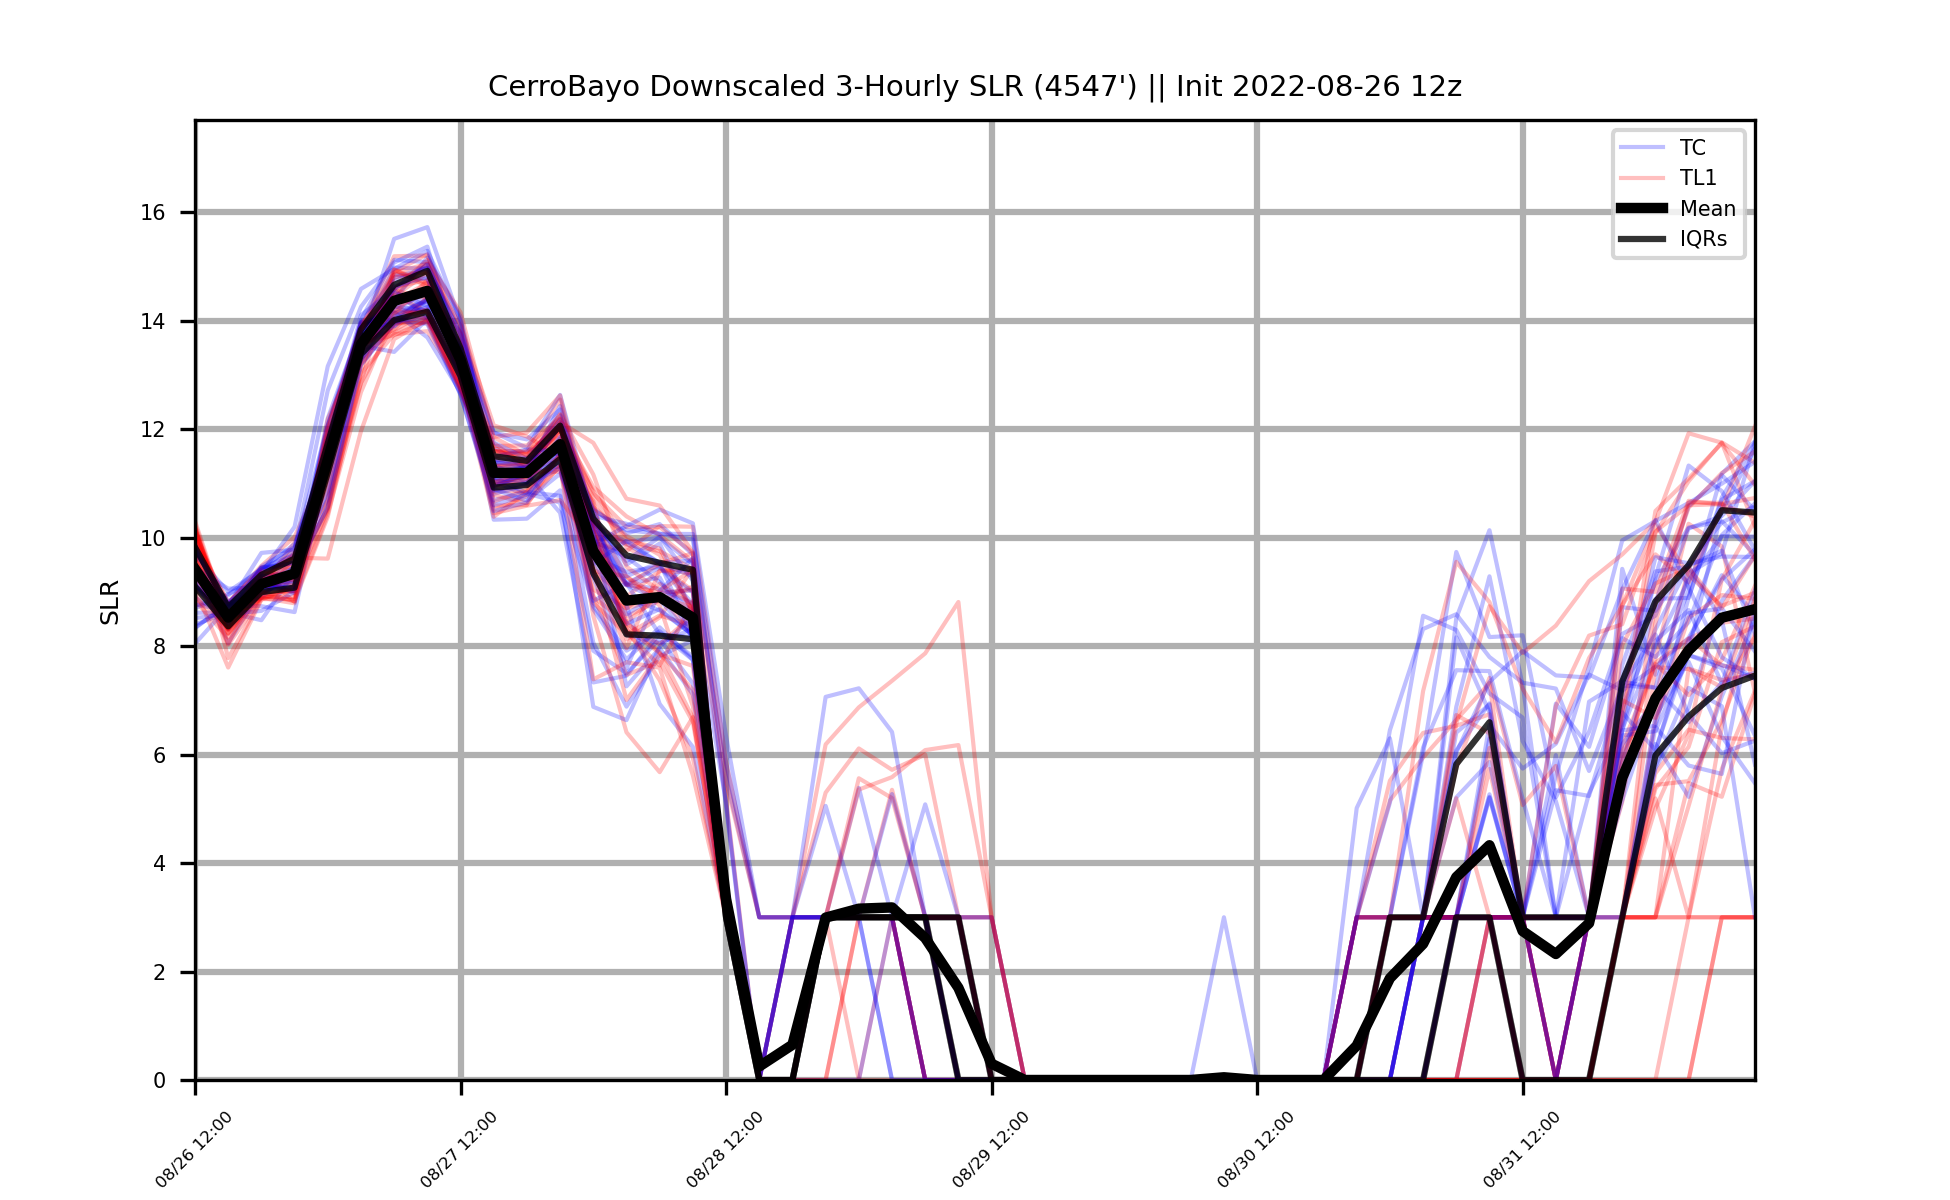 CerroBayo Downscaled 3-Hourly SLR (4547') || Init 2022-08-26 12z
TC
TL1
Mean
IQRs
SLR
16
14
12
10
8
6
4
2
0
08/26 12:00
08/27 12:00
08/28 12:00
08/29 12:00
08/30 12:00
08/31 12:00